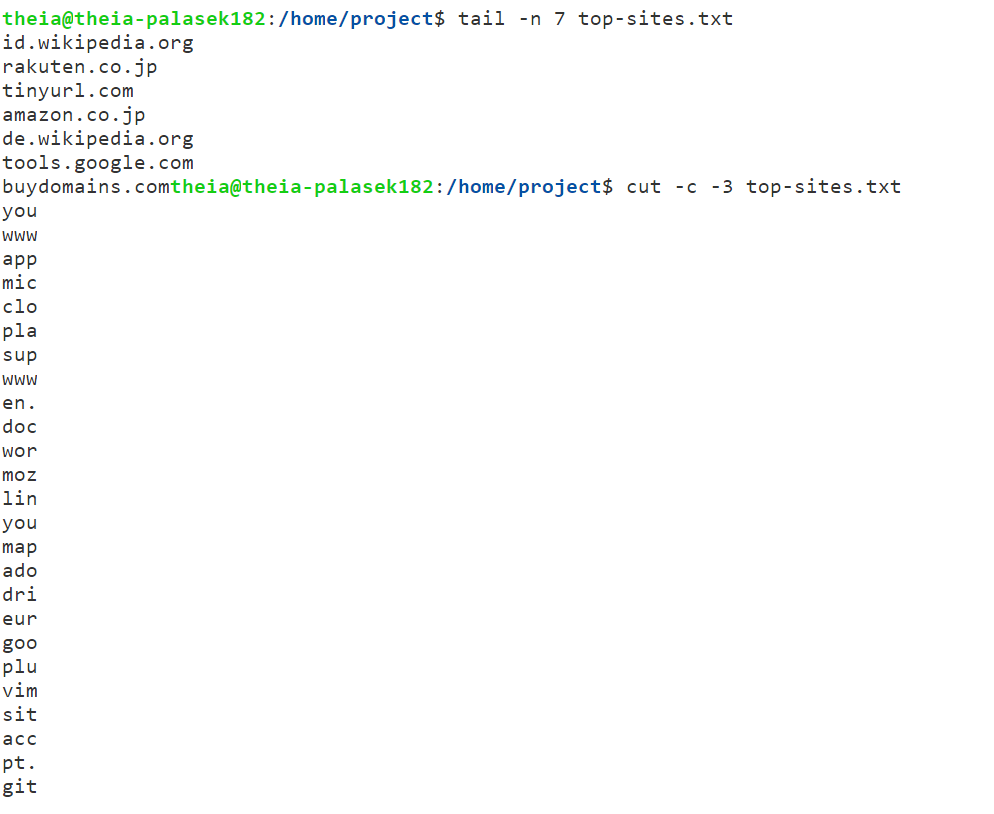 theia@theia-palasek182:/home/project$ tail -n 7 top-sites.txt
id.wikipedia.org
rakuten.co.jp
tinyurl.com
amazon.co.jp
de.wikipedia.org
tools.google.com
buydomains.comtheia@theia-palasek182:/home/project$ cut -c -3 top-sites.txt
you
www
app
mic
clo
pla
sup
www
en.
doc
wor
moz
lin
you
map
ado
dri
eur
goo
plu
vim
sit
acc
pt.
git